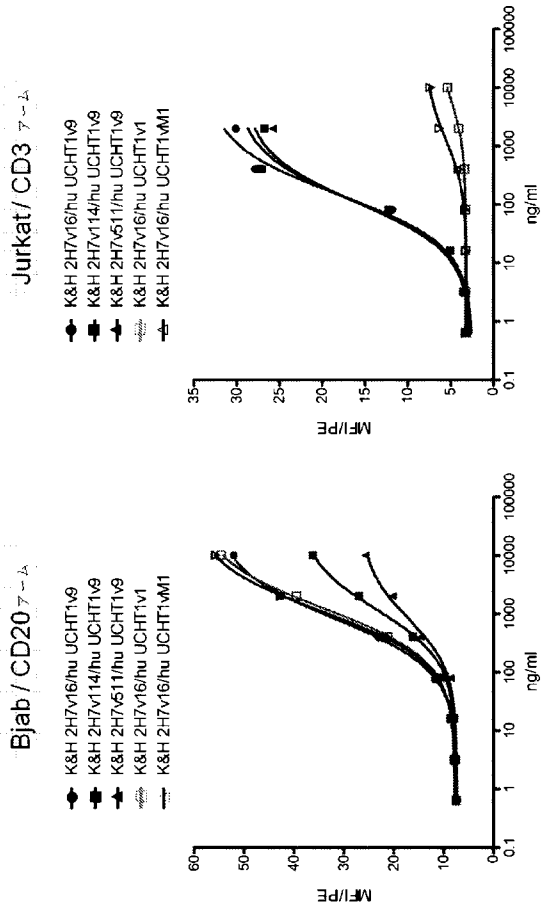 Bjab / CD20アーム
K&H 2H7v16/hu UCHT1v9
K&H 2H7v114/hu UCHT1v9
K&H 2H7v511/hu UCHT1v9
K&H 2H7v16/hu UCHT1v1
K&H 2H7v16/hu UCHT1vM1
MFI/PE
60
50
40
30
20
10
0
0.1
1
10
100
1000
10000
100000
ng/ml
Jurkat / CD3 アーム
K&H 2H7v16/hu UCHT1v9
K&H 2H7v114/hu UCHT1v9
K&H 2H7v511/hu UCHT1v9
K&H 2H7v16/hu UCHT1v1
K&H 2H7v16/hu UCHT1vM1
MFI/PE
35
30
25
20
15
10
5
0
0.1
1
10
100
1000
10000
100000
ng/ml